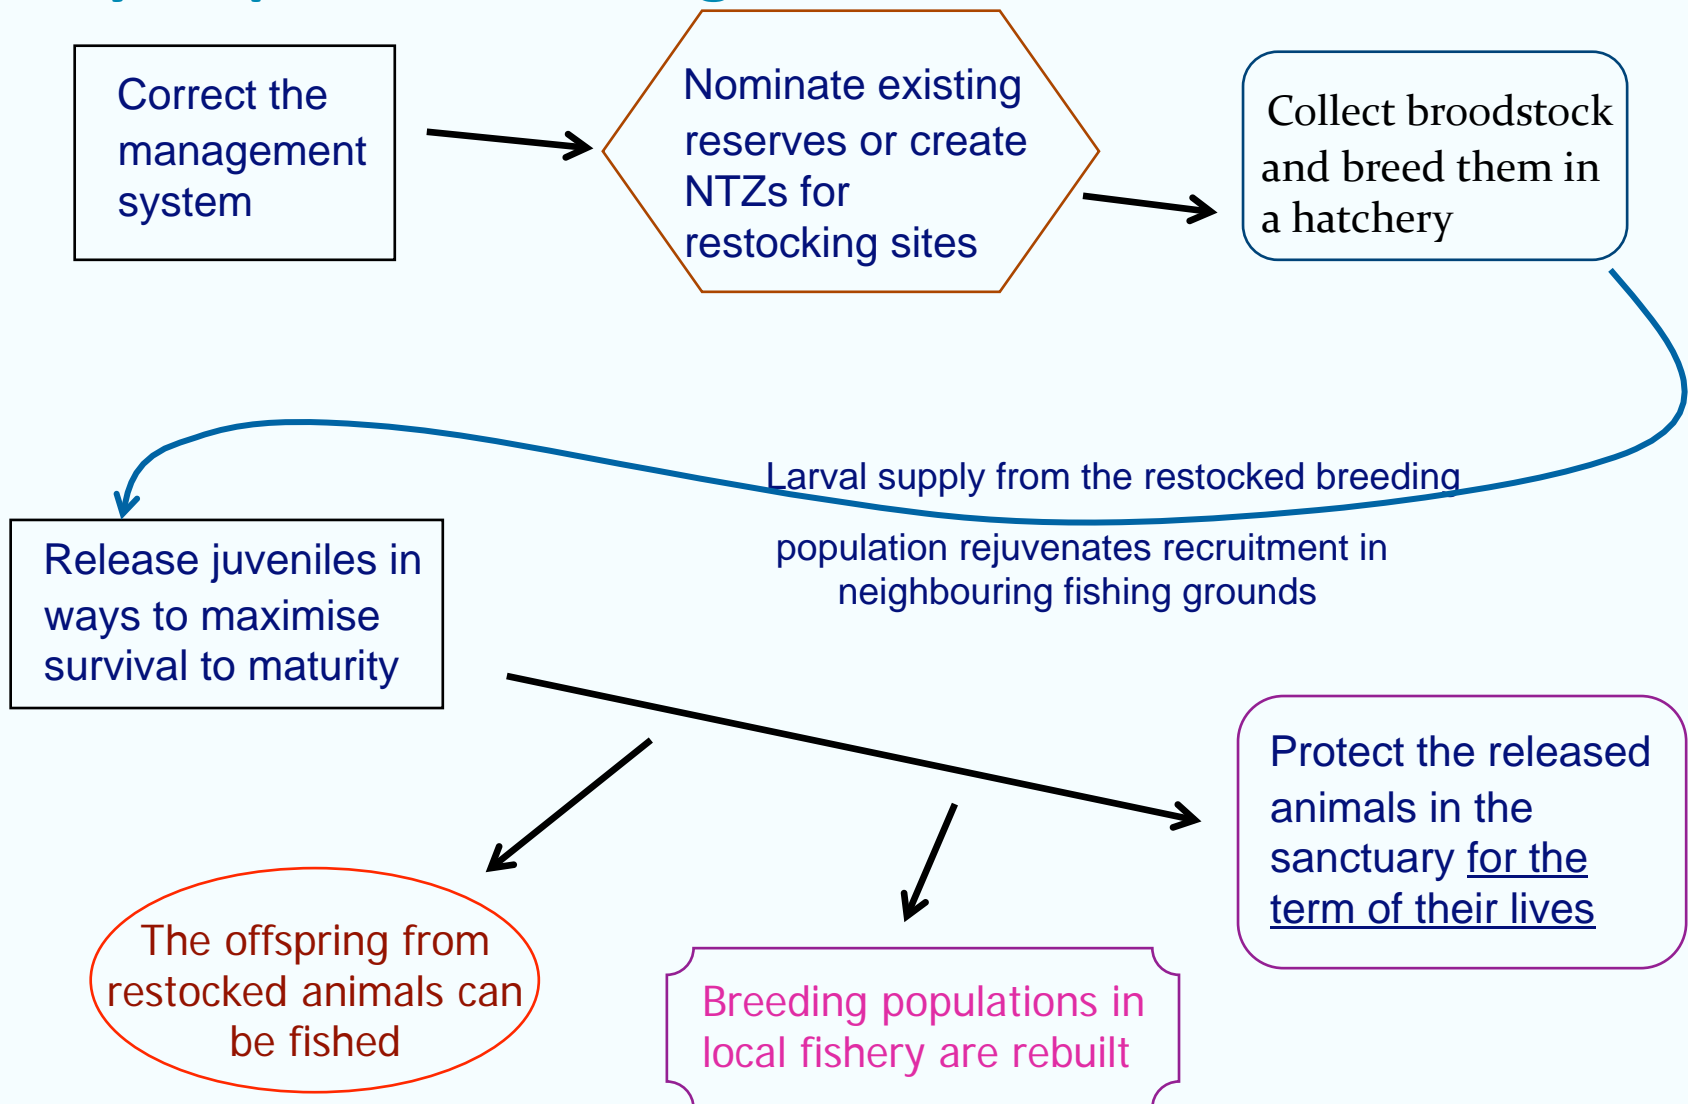 Correct the
management
system
Nominate existing
reserves or create
NTZs for
restocking sites
Collect broodstock
and breed them in
a hatchery
Larval supply from the restocked breeding
population rejuvenates recruitment in
neighbouring fishing grounds
Release juveniles in
ways to maximise
survival to maturity
Protect the released
animals in the
sanctuary for the
term of their lives
The offspring from
restocked animals can
be fished
Breeding populations in
local fishery are rebuilt